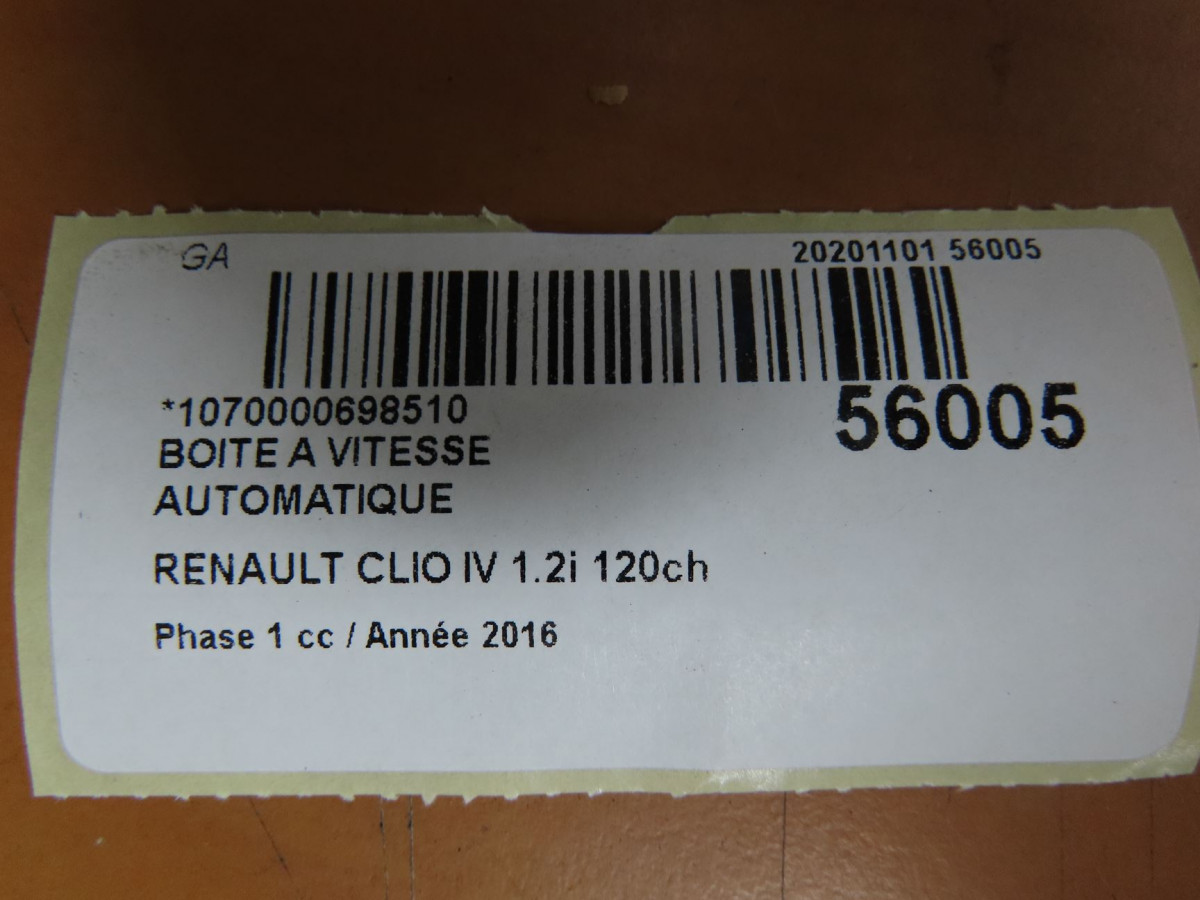 GA
20201101 56005
*1070000698510
56005
BOITE A VITESSE
AUTOMATIQUE
RENAULT CLIO IV 1.2i 120ch
Phase 1 cc / Année 2016